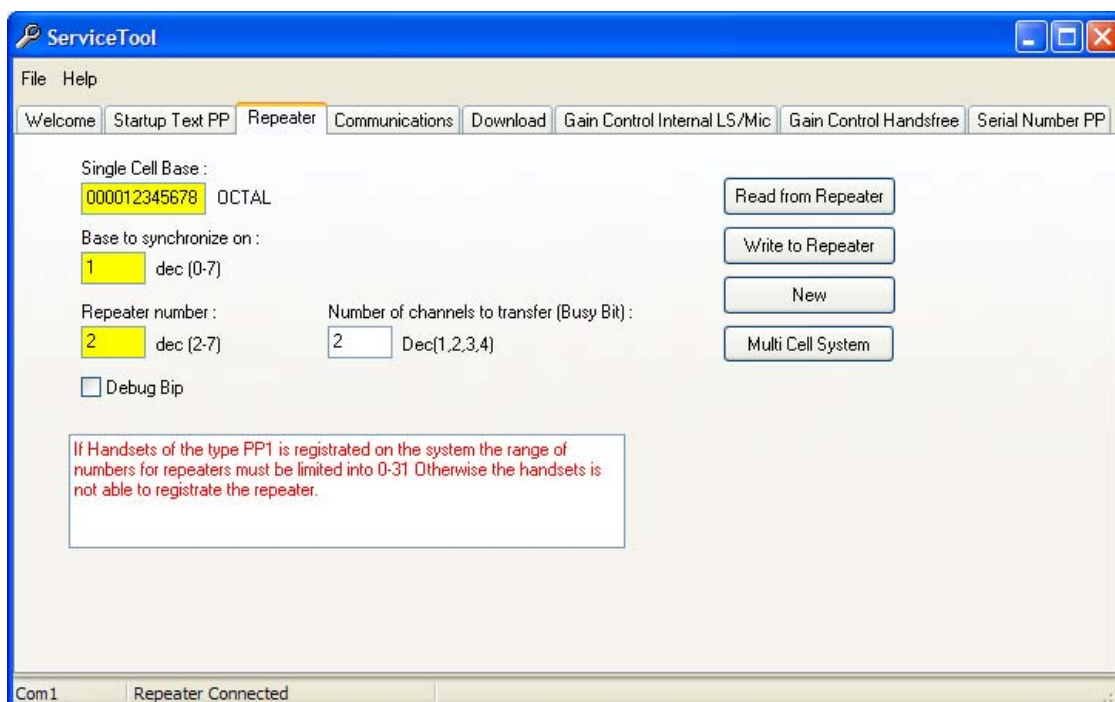 ServiceTool
File Help
Welcome Startup Text PP Repeater Communications Download Gain Control Internal LS/Mic Gain Control Handsfree Serial Number PP
Single Cell Base :
000012345678 OCTAL
Read from Repeater
Base to synchronize on :
Write to Repeater
1 dec (0-7)
New
Repeater number : Number of channels to transfer (Busy Bit) :
2 dec (2-7) 2 Dec(1,2,3,4)
Multi Cell System
Debug Bip
If Handsets of the type PP1 is registrated on the system the range of
numbers for repeaters must be limited into 0-31 Otherwise the handsets is
not able to registrate the repeater.
Com1 Repeater Connected